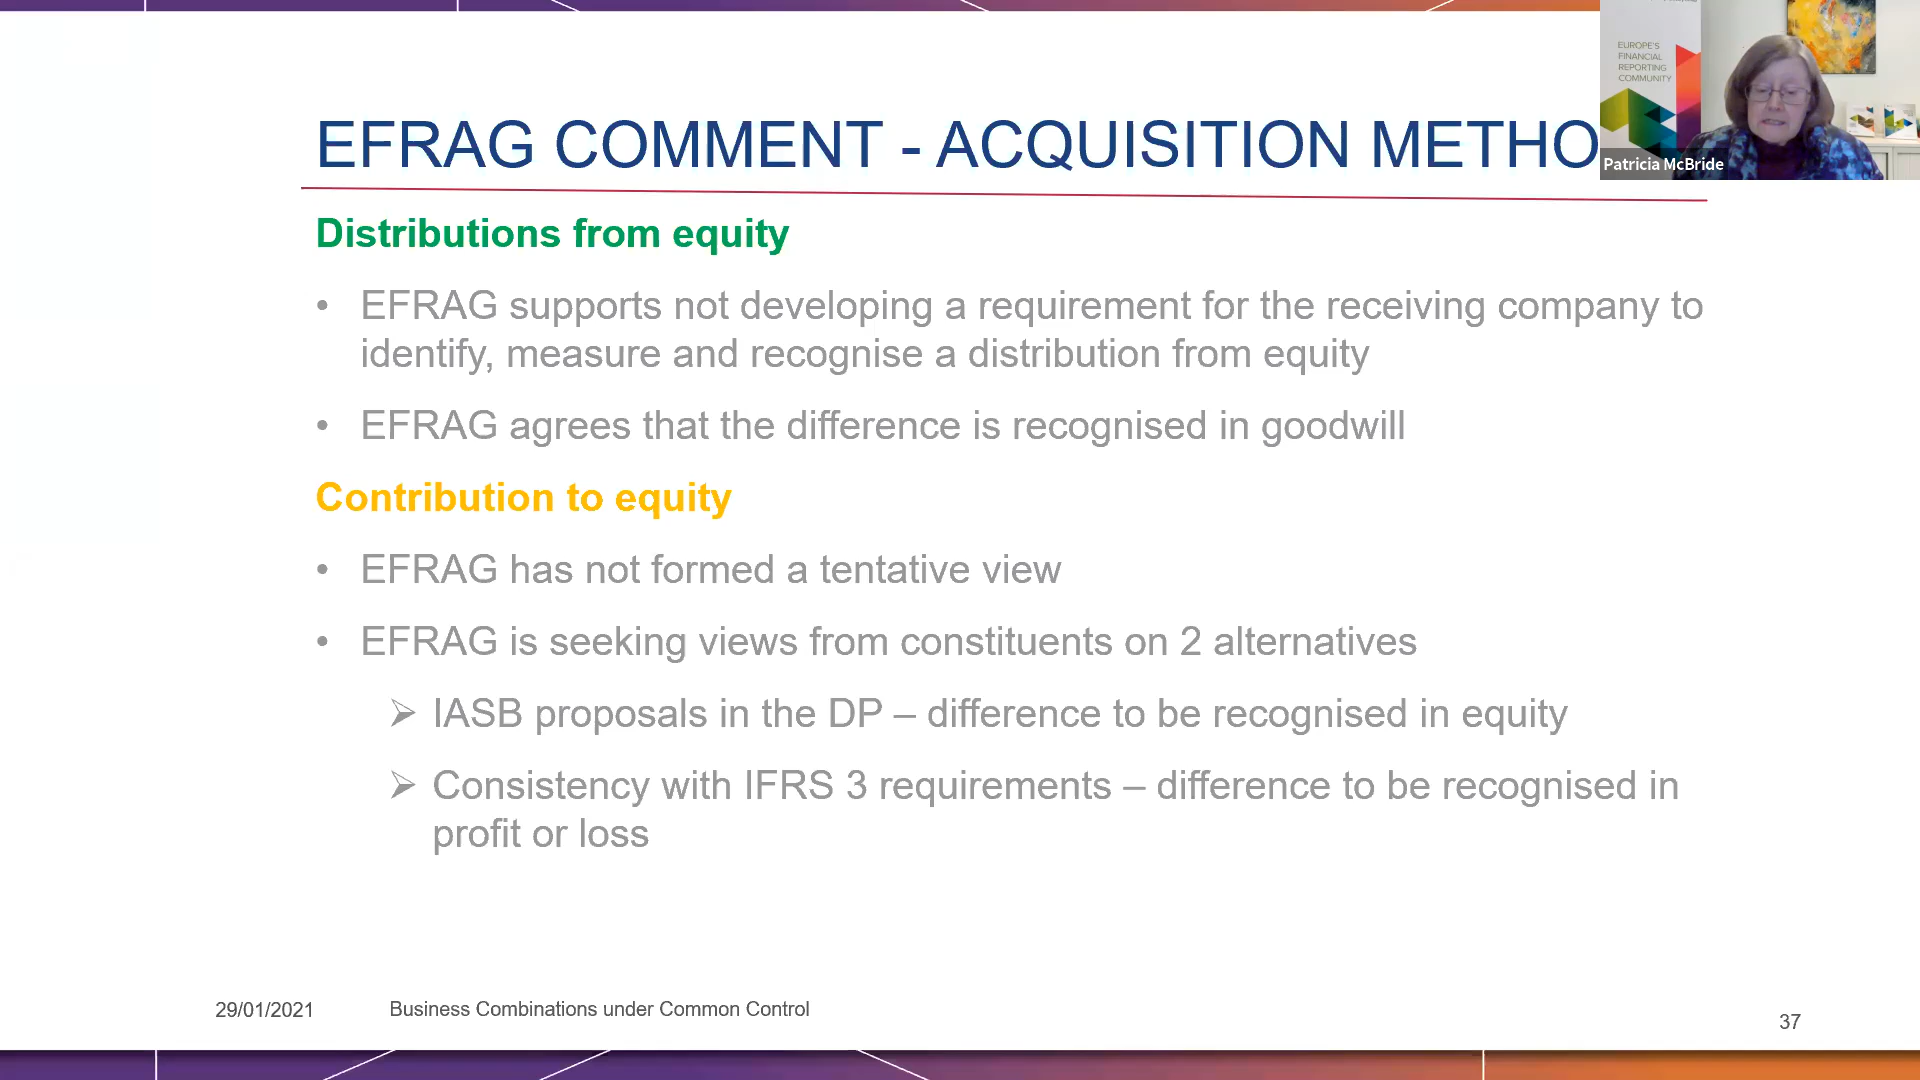 EUROPE'S
FINANCIAL
REPORTING
COMMUNITY
Patricia McBride
EFRAG COMMENT - ACQUISITION METHO
Distributions from equity
• EFRAG supports not developing a requirement for the receiving company to
identify, measure and recognise a distribution from equity
• EFRAG agrees that the difference is recognised in goodwill
Contribution to equity
• EFRAG has not formed a tentative view
• EFRAG is seeking views from constituents on 2 alternatives
➢ IASB proposals in the DP – difference to be recognised in equity
➢ Consistency with IFRS 3 requirements – difference to be recognised in
profit or loss
29/01/2021
Business Combinations under Common Control
37